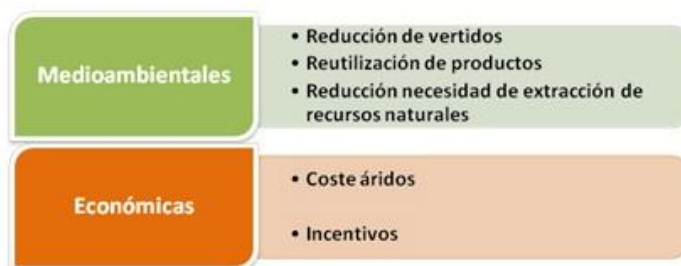 Medioambientales
• Reducción de vertidos
• Reutilización de productos
• Reducción necesidad de extracción de
recursos naturales
Económicas
• Coste áridos
• Incentivos